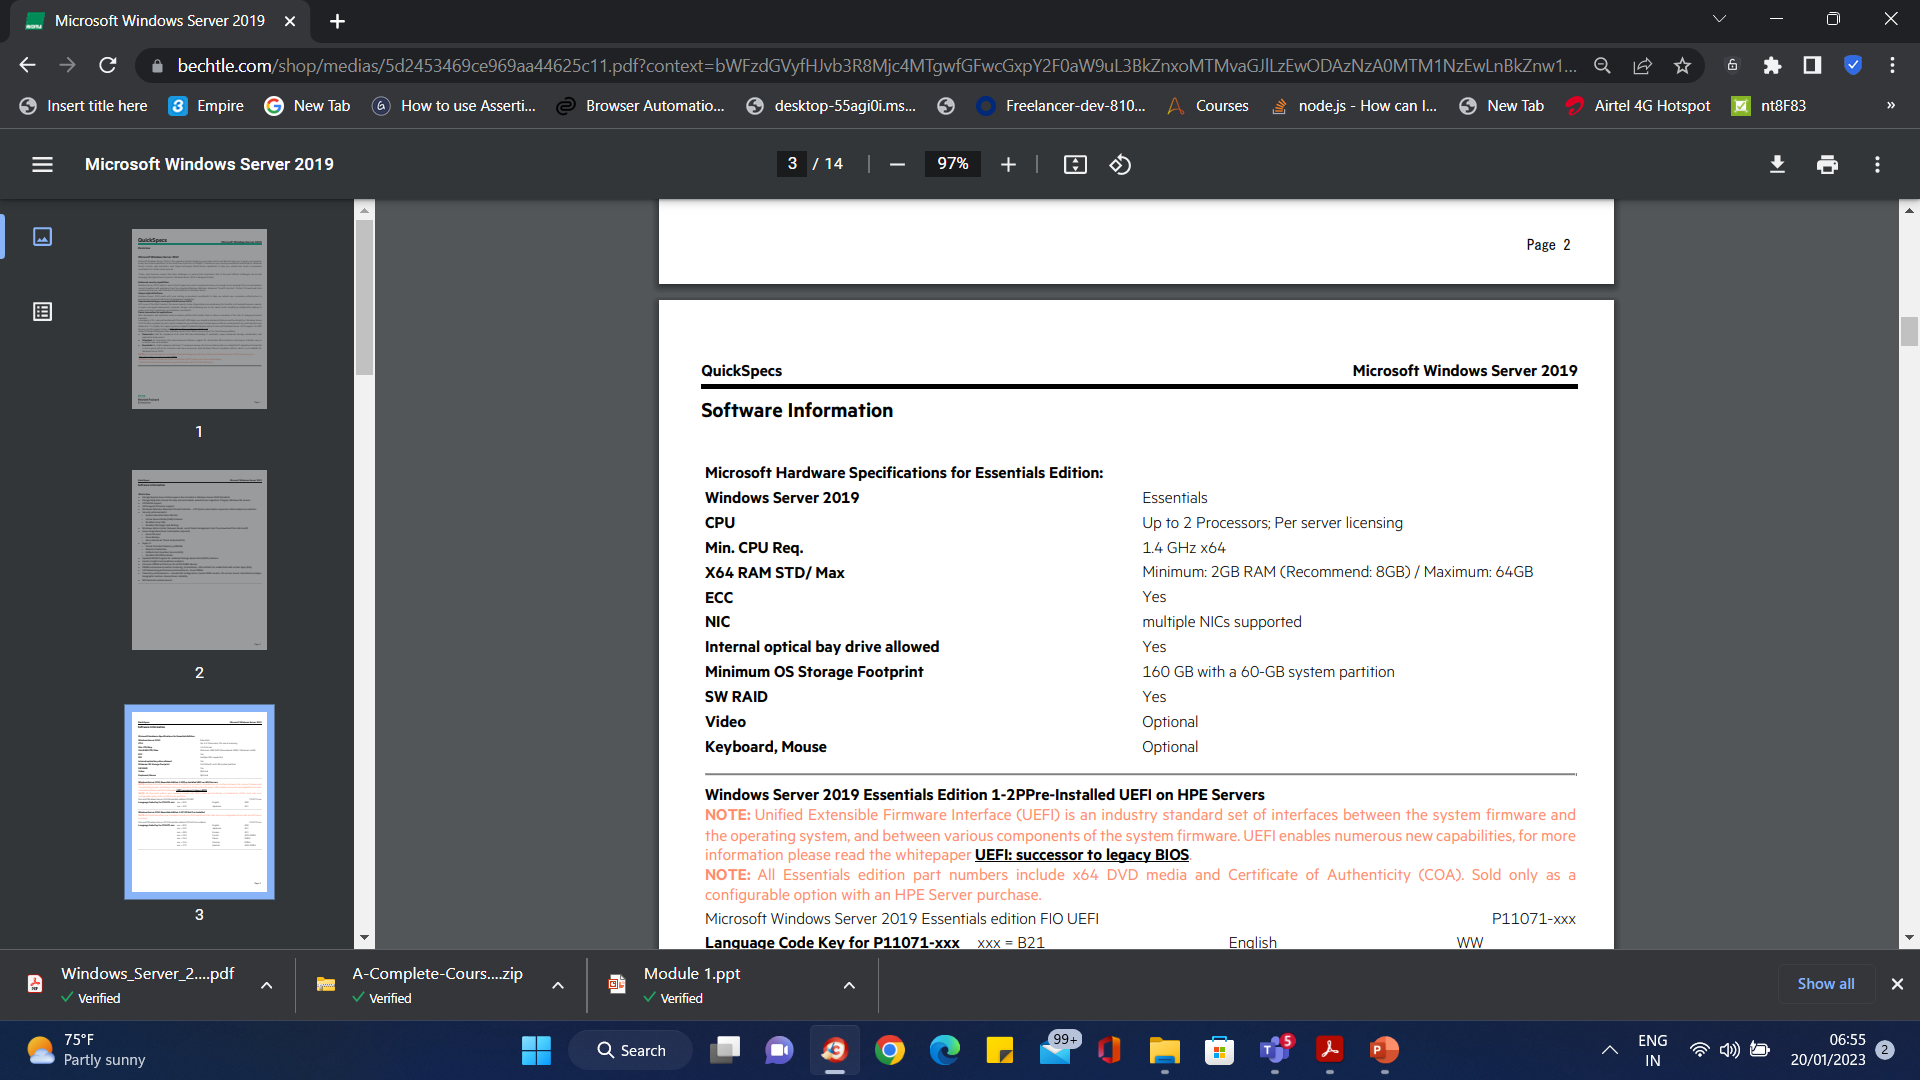 Microsoft Windows Server 2019
bechtle.com/shop/medias/5d2453469ce969aa44625c11.pdf?context=bWFzdGVyfHJvb3R8Mjc4MTgwfGFwcGxpY2F0aW9uL3BkZnxoMTMvaGJlLzEwODAzNzA0MTM1NzEwLnBkZnw1...
Insert title here
Empire
New Tab
How to use Asserti...
Browser Automatio...
desktop-55agi0i.ms...
Freelancer-dev-810...
Courses
node.js - How can I...
New Tab
Airtel 4G Hotspot
nt8F83
»
Microsoft Windows Server 2019
3 / 14
97%
1
2
3
Page 2
QuickSpecs Microsoft Windows Server 2019
Software Information
Microsoft Hardware Specifications for Essentials Edition:
Windows Server 2019 Essentials
CPU Up to 2 Processors; Per server licensing
Min. CPU Req. 1.4 GHz x64
X64 RAM STD/ Max Minimum: 2GB RAM (Recommend: 8GB) / Maximum: 64GB
ECC Yes
NIC multiple NICs supported
Internal optical bay drive allowed Yes
Minimum OS Storage Footprint 160 GB with a 60-GB system partition
SW RAID Yes
Video Optional
Keyboard, Mouse Optional
Windows Server 2019 Essentials Edition 1-2PPre-Installed UEFI on HPE Servers
NOTE: Unified Extensible Firmware Interface (UEFI) is an industry standard set of interfaces between the system firmware and
the operating system, and between various components of the system firmware. UEFI enables numerous new capabilities, for more
information please read the whitepaper UEFI: successor to legacy BIOS.
NOTE: All Essentials edition part numbers include x64 DVD media and Certificate of Authenticity (COA). Sold only as a
configurable option with an HPE Server purchase.
Microsoft Windows Server 2019 Essentials edition FIO UEFI P11071-xxx
Language Code Key for P11071-xxx xxx = B21 English WW
Windows_Server_2....pdf
Verified
A-Complete-Cours....zip
Verified
Module 1.ppt
Verified
Show all
75°F
Partly sunny
Search
99+
5
ENG
IN
06:55
20/01/2023
2